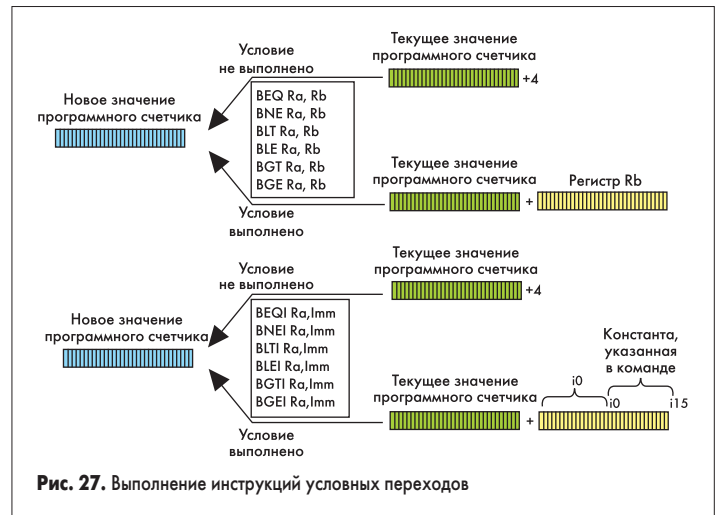 Условие
не выполнено
Текущее значение
программного счетчика
+4
Новое значение
программного счетчика
BEQ Ra, Rb
BNE Ra, Rb
BLT Ra, Rb
BLE Ra, Rb
BGT Ra, Rb
BGE Ra, Rb
Текущее значение
программного счетчика
+
Регистр Rb
Условие
выполнено
Условие
не выполнено
Текущее значение
программного счетчика
+4
Новое значение
программного счетчика
BEQI Ra,Imm
BNEI Ra,Imm
BLTI Ra,Imm
BLEI Ra,Imm
BGTI Ra,Imm
BGEI Ra,Imm
Текущее значение
программного счетчика
+
Константа,
указанная
в команде
i0
i0 i15
Условие
выполнено
Рис. 27. Выполнение инструкций условных переходов